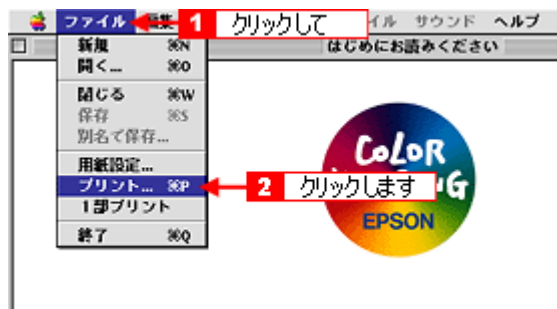 ファイル 編集 1 クリックして イル サウンド ヘルプ
はじめにお読みください
新規 ⌘N
開く... ⌘O
閉じる ⌘W
保存 ⌘S
別名で保存...
用紙設定...
プリント... ⌘P 2 クリックします
1部プリント
終了 ⌘Q
COLOR
G
EPSON